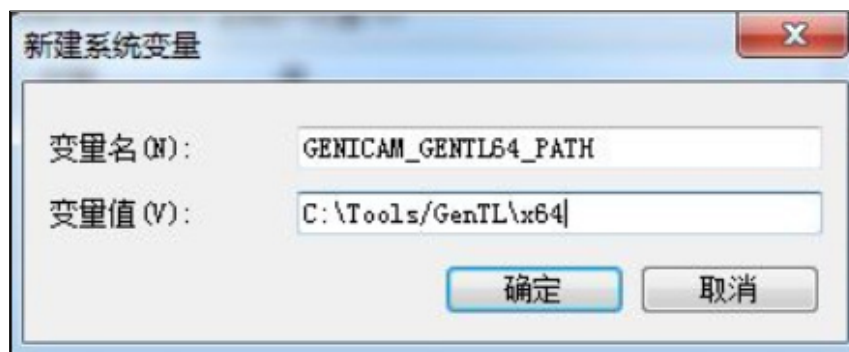 新建系统变量
变量名(N):
GENICAM_GENTL64_PATH
变量值(V):
C:\Tools/GenTL\x64
确定
取消